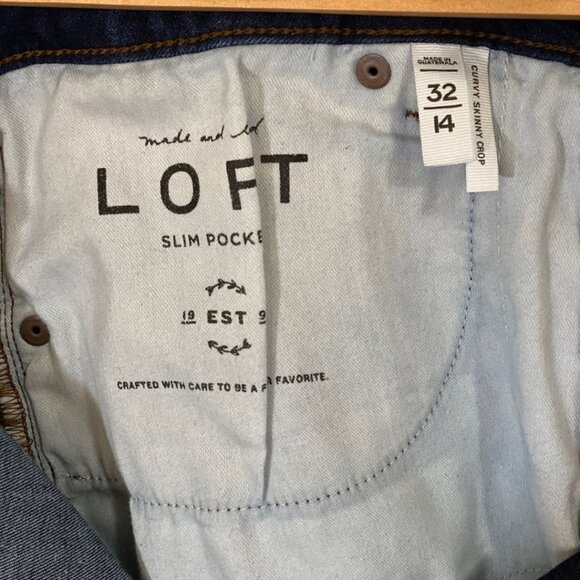 made and
LOFT
SLIM POCKE
19 EST 9
CRAFTED WITH CARE TO BE A F FAVORITE.
MADE IN
GUATEMALA
32
14
CURVY SKINNY CROP